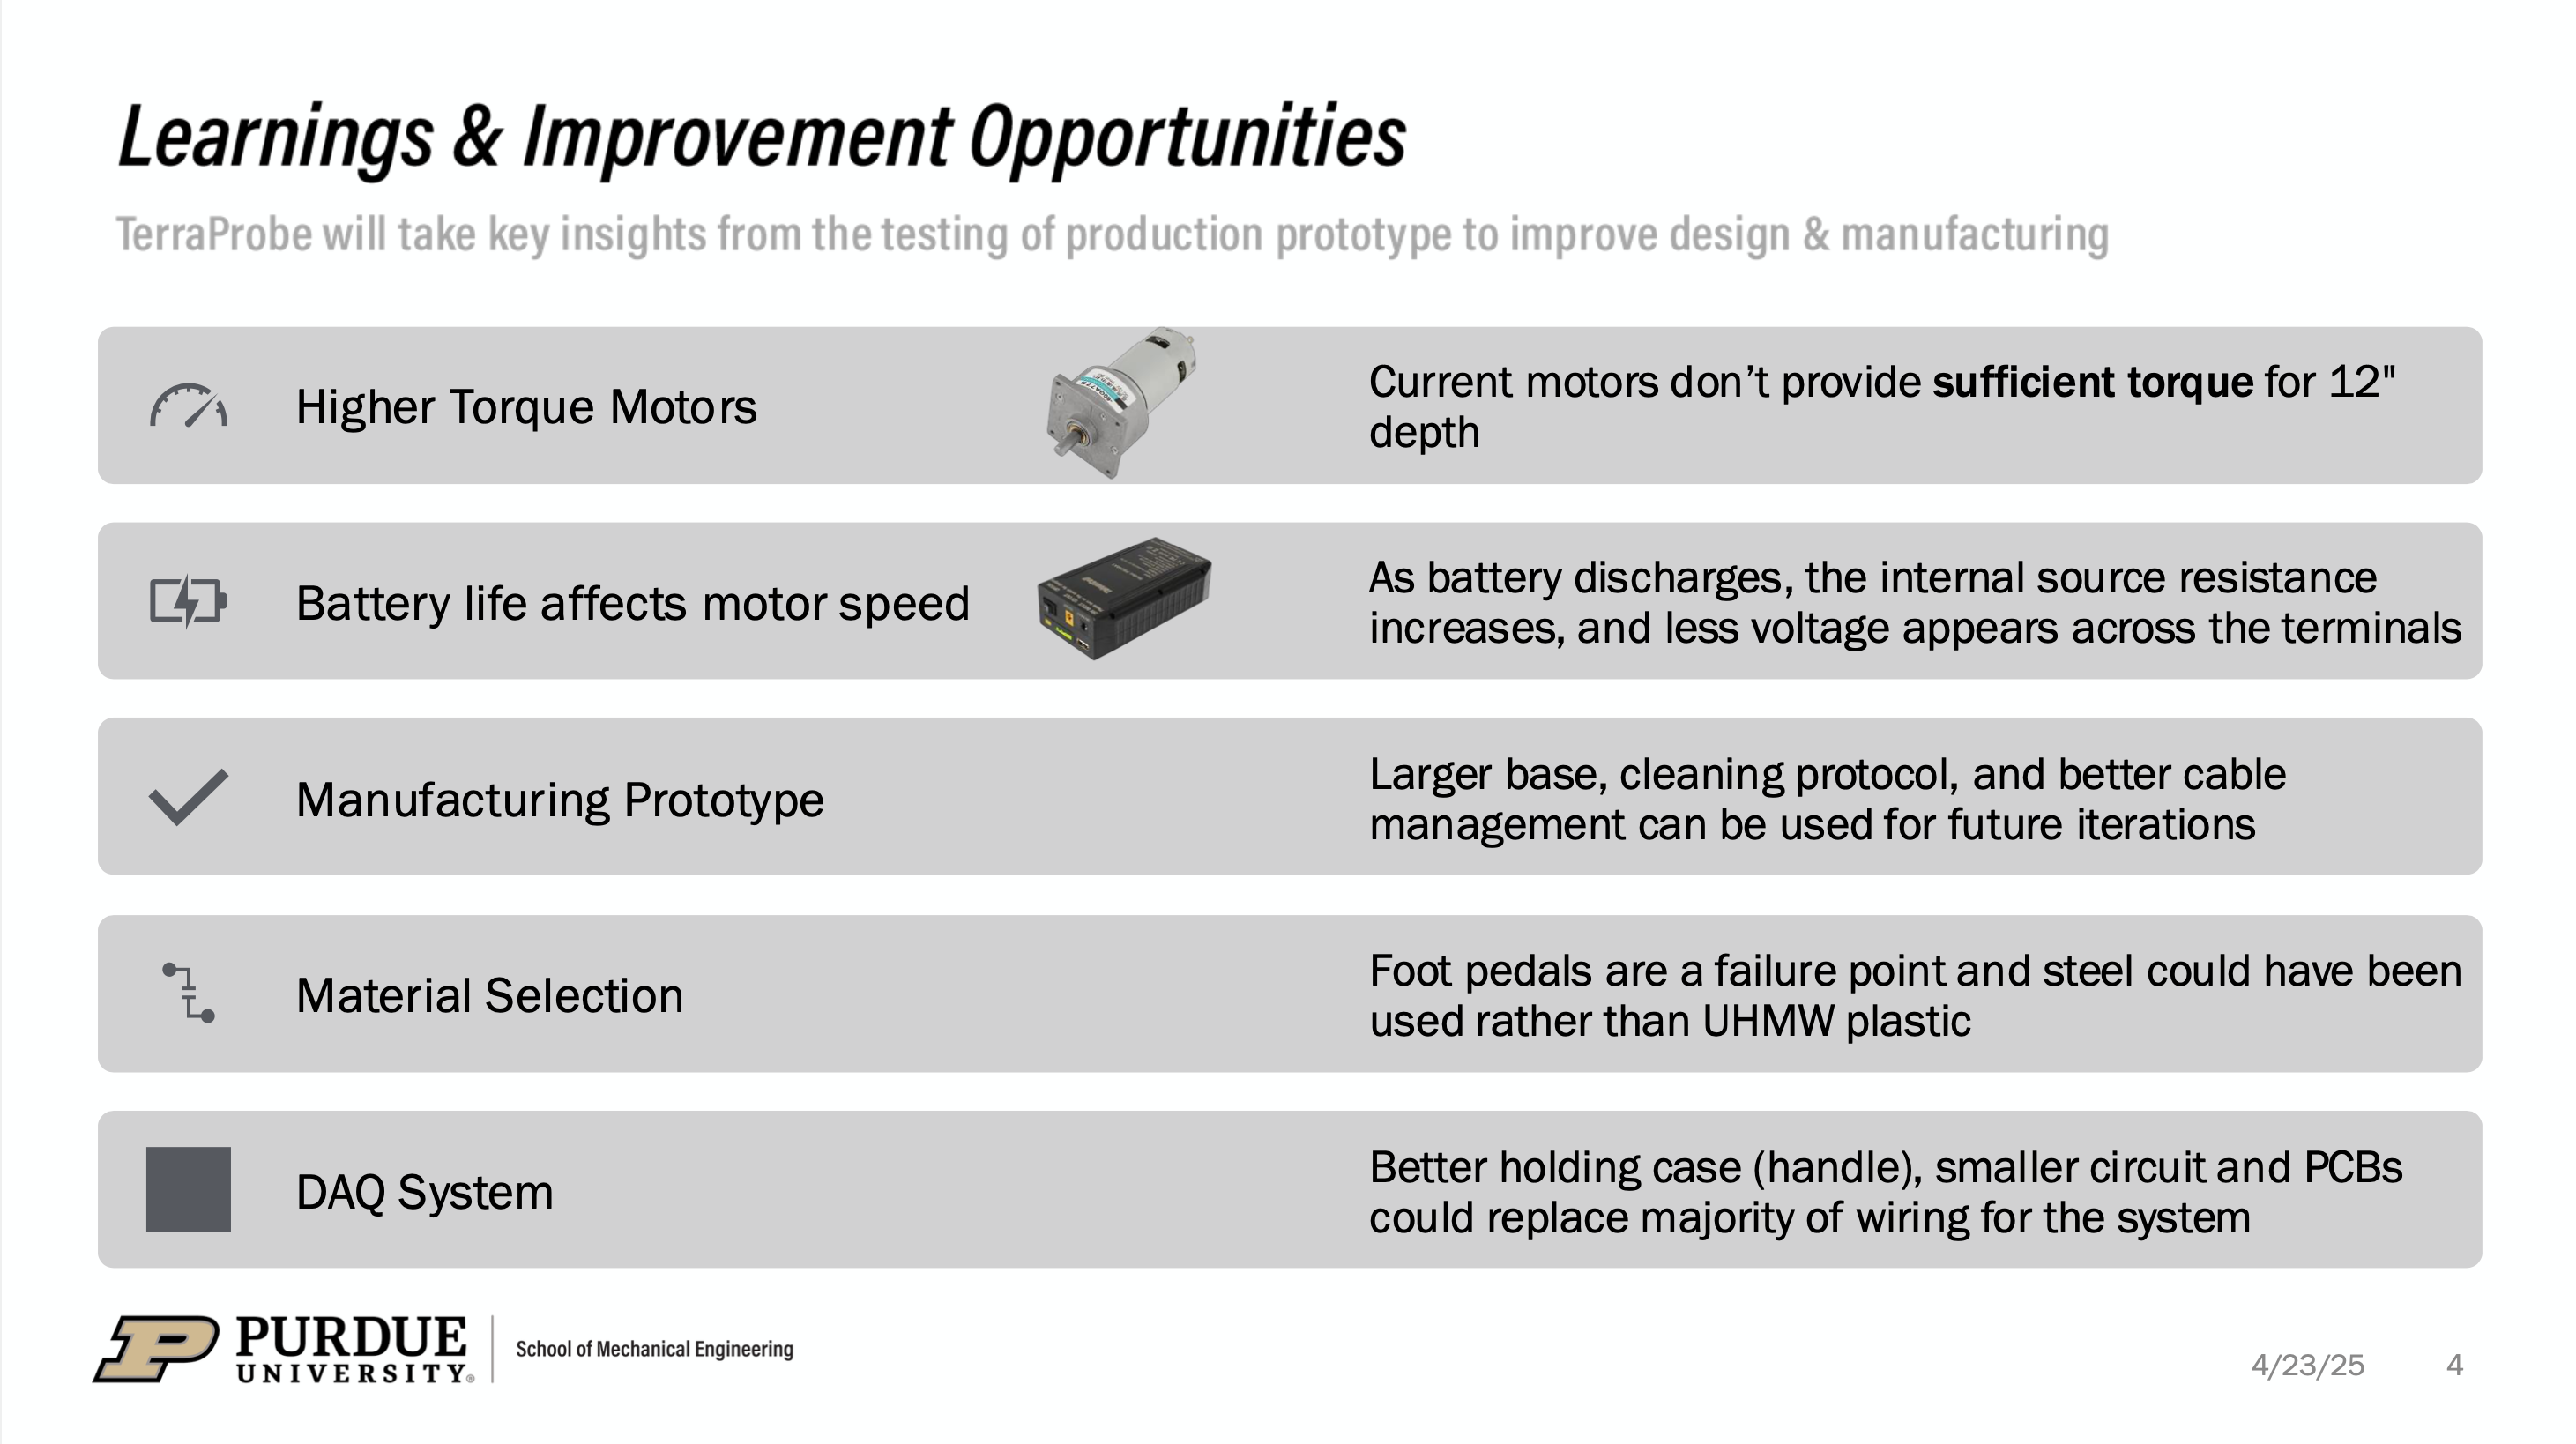 Learnings & Improvement Opportunities
TerraProbe will take key insights from the testing of production prototype to improve design & manufacturing
Higher Torque Motors
Current motors don’t provide sufficient torque for 12"
depth
Battery life affects motor speed
As battery discharges, the internal source resistance
increases, and less voltage appears across the terminals
Manufacturing Prototype
Larger base, cleaning protocol, and better cable
management can be used for future iterations
Material Selection
Foot pedals are a failure point and steel could have been
used rather than UHMW plastic
DAQ System
Better holding case (handle), smaller circuit and PCBs
could replace majority of wiring for the system
PURDUE
UNIVERSITY®
School of Mechanical Engineering
4/23/25
4